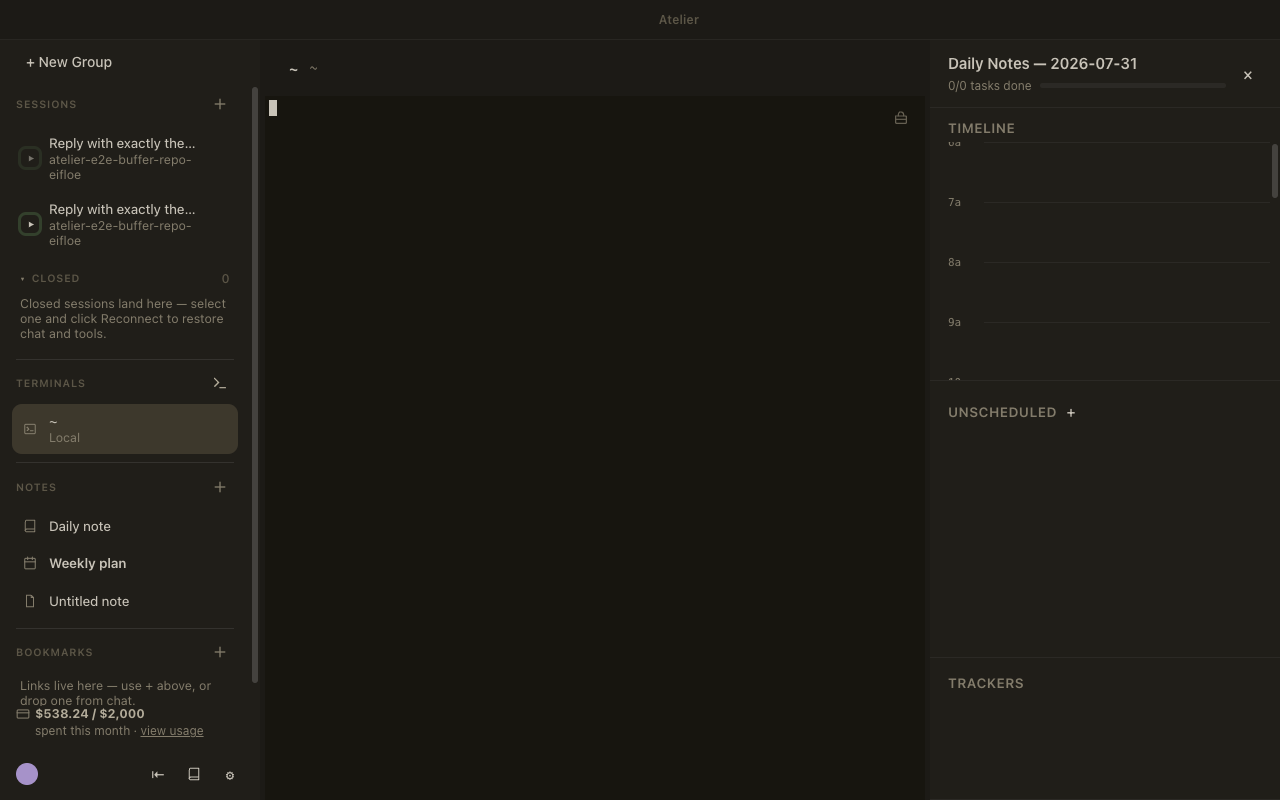 Atelier
+ New Group
SESSIONS
Reply with exactly the...
atelier-e2e-buffer-repo-
eifloe
Reply with exactly the...
atelier-e2e-buffer-repo-
eifloe
CLOSED 0
Closed sessions land here — select
one and click Reconnect to restore
chat and tools.
TERMINALS
~
Local
NOTES
Daily note
Weekly plan
Untitled note
BOOKMARKS
Links live here — use + above, or
drop one from chat.
$538.24 / $2,000
spent this month · view usage
~ ~
Daily Notes — 2026-07-31
0/0 tasks done
TIMELINE
6a
7a
8a
9a
UNSCHEDULED +
TRACKERS